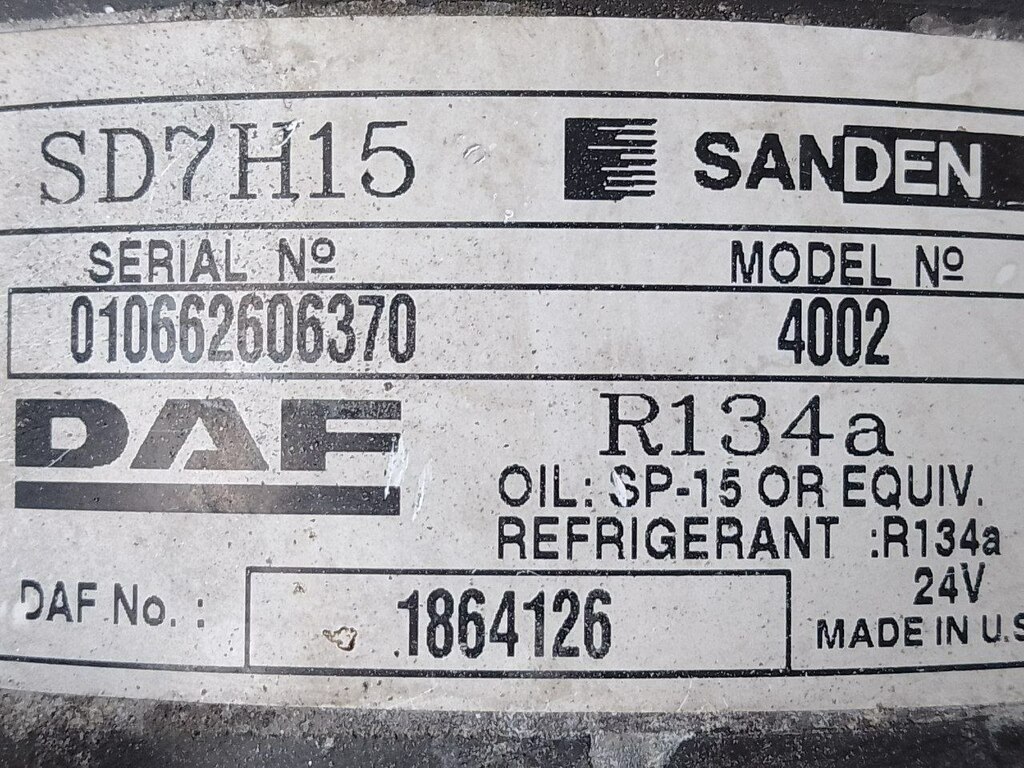 SD7H15 SANDEN
SERIAL Nº MODEL Nº
010662606370 4002
DAF R134a
OIL: SP-15 OR EQUIV.
REFRIGERANT :R134a
24V
DAF No. : 1864126
MADE IN U.S